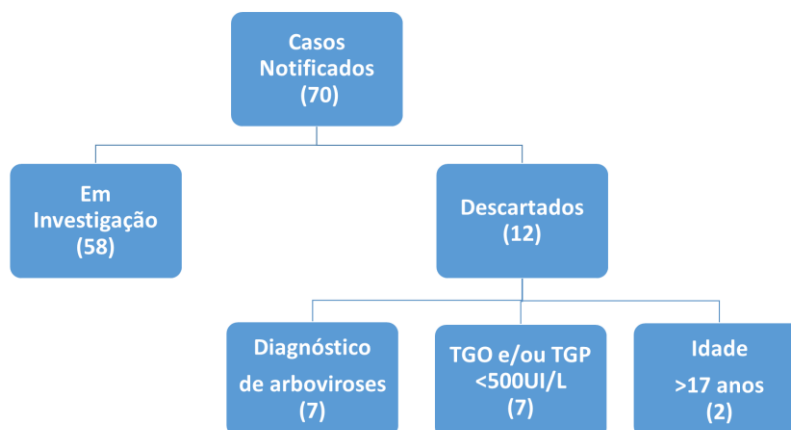 Casos
Notificados
(70)
Em
Investigação
(58)
Descartados
(12)
Diagnóstico
de arboviroses
(7)
TGO e/ou TGP
<500UI/L
(7)
Idade
>17 anos
(2)